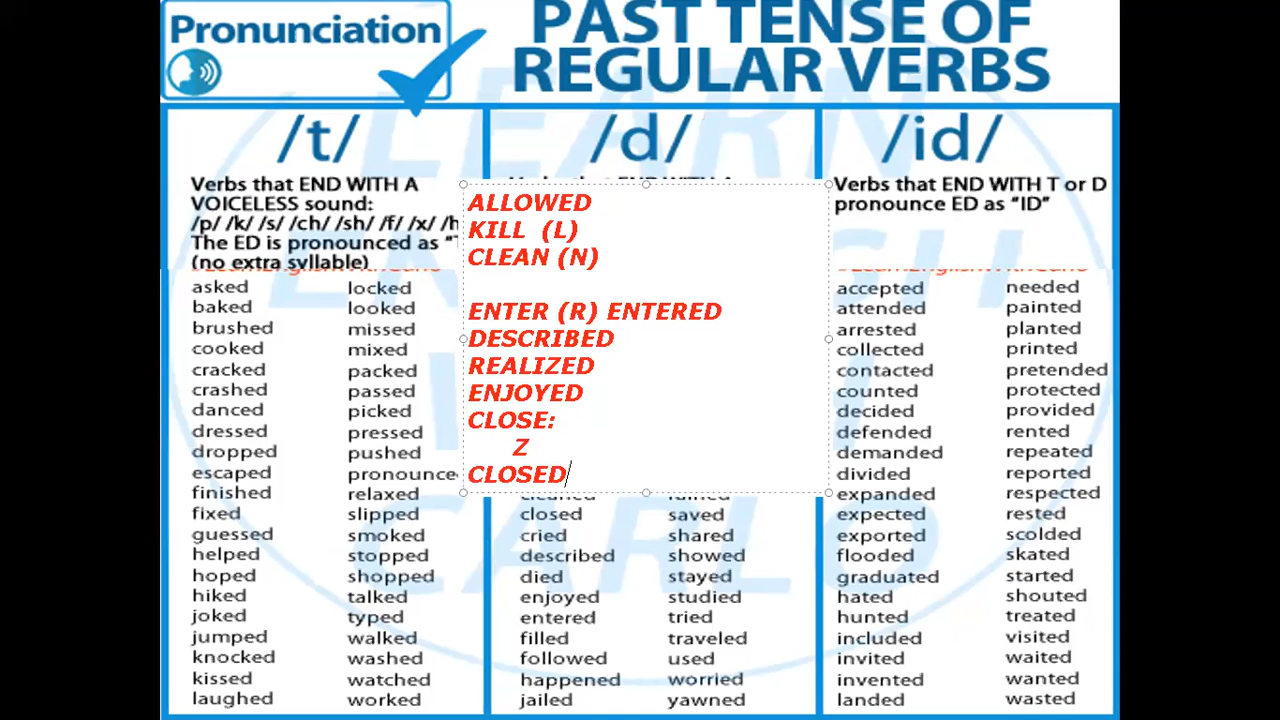 Pronunciation
PAST TENSE OF
REGULAR VERBS
/t/
Verbs that END WITH A
VOICELESS sound:
/p/ /k/ /s/ /ch/ /sh/ /f/ /x/ /h
The ED is pronounced as "
(no extra syllable)
asked locked
baked looked
brushed missed
cooked mixed
cracked packed
crashed passed
danced picked
dressed pressed
dropped pushed
escaped pronounce
finished relaxed
fixed slipped
guessed smoked
helped stopped
hoped shopped
hiked talked
joked typed
jumped walked
knocked washed
kissed watched
laughed worked
/d/
ALLOWED
KILL (L)
CLEAN (N)
ENTER (R) ENTERED
DESCRIBED
REALIZED
ENJOYED
CLOSE:
Z
CLOSED
closed saved
cried shared
described showed
died stayed
enjoyed studied
entered tried
filled traveled
followed used
happened worried
jailed yawned
/id/
Verbs that END WITH T or D
pronounce ED as "ID"
accepted needed
attended painted
arrested planted
collected printed
contacted pretended
counted protected
decided provided
defended rented
demanded repeated
divided reported
expanded respected
expected rested
exported scolded
flooded skated
graduated started
hated shouted
hunted treated
included visited
invited waited
invented wanted
landed wasted
LEARN
ENGLISH
WITH
CARLO